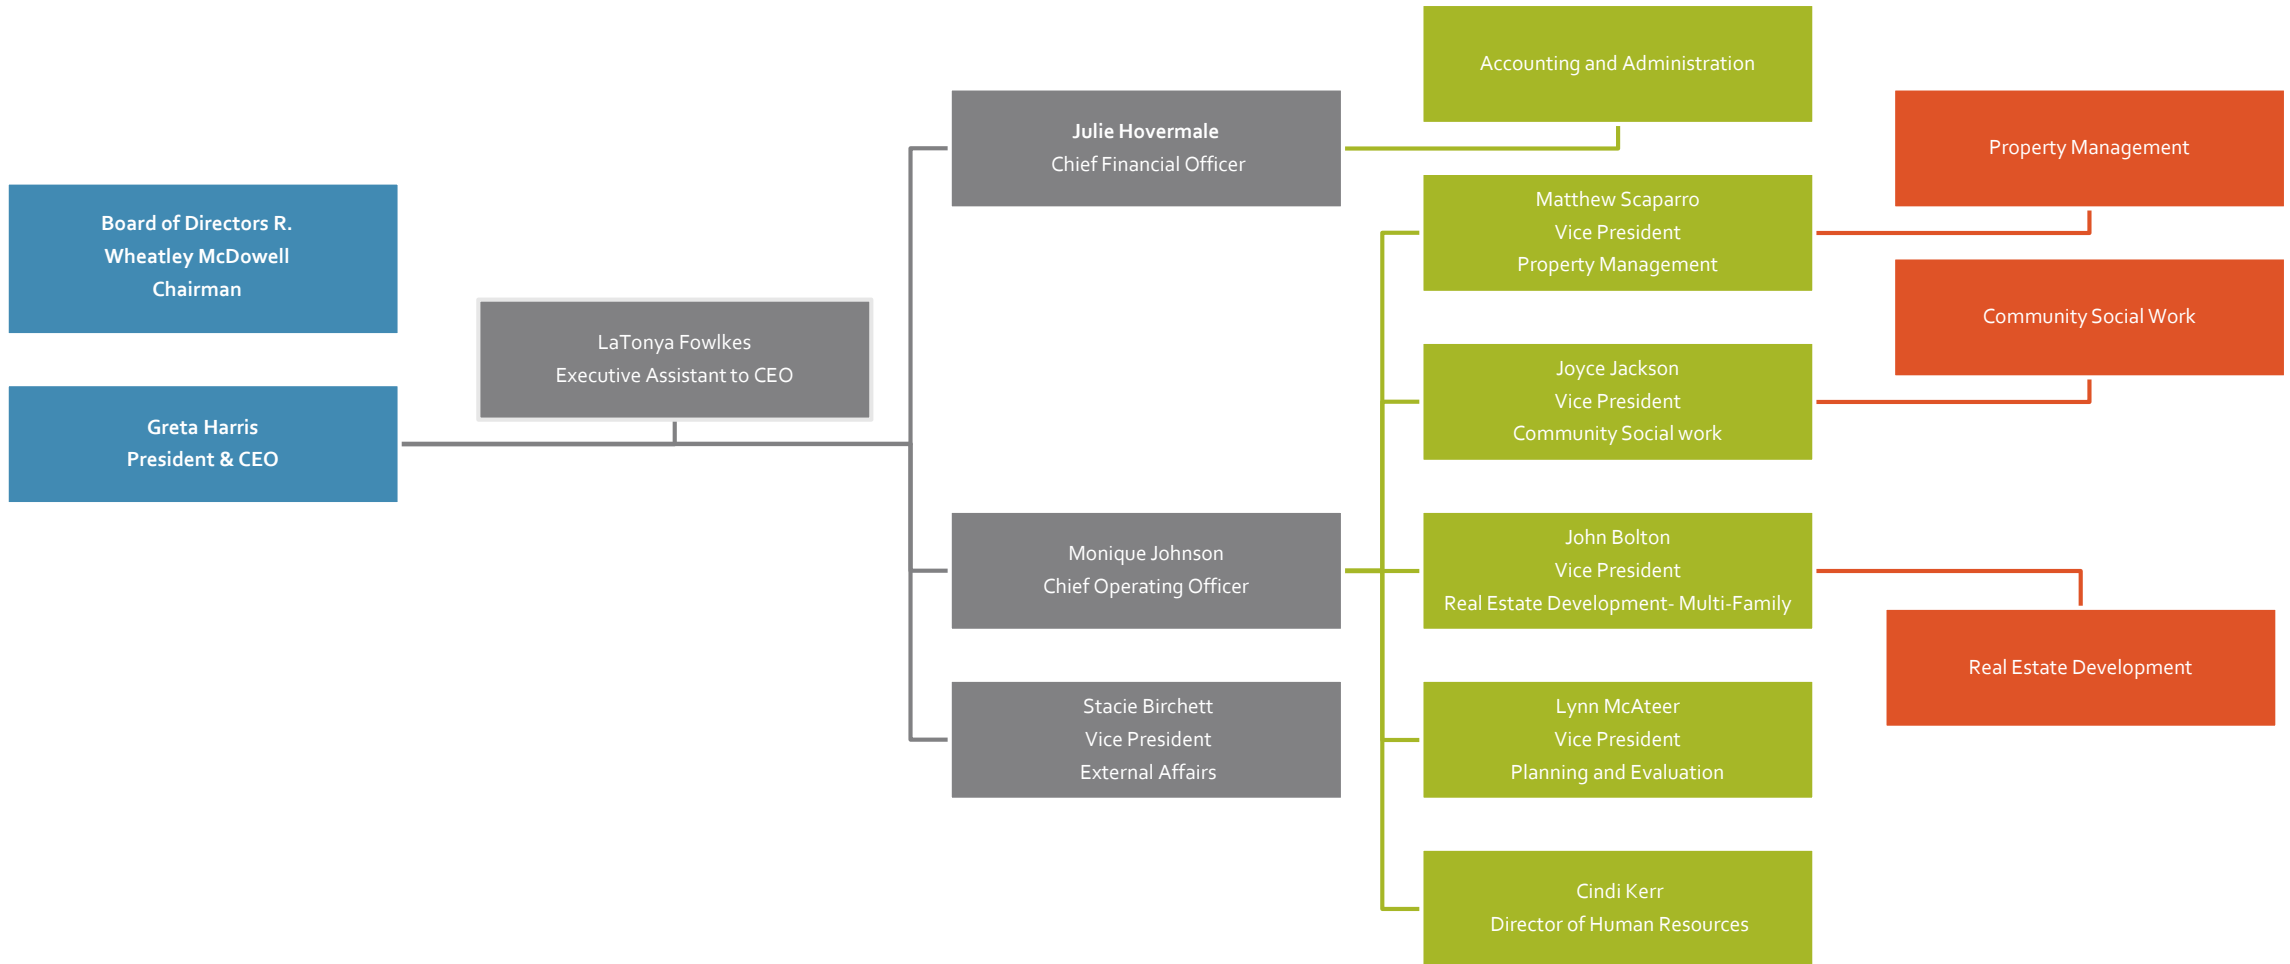 Board of Directors R.
Wheatley McDowell
Chairman
Greta Harris
President & CEO
LaTonya Fowlkes
Executive Assistant to CEO
Julie Hovermale
Chief Financial Officer
Monique Johnson
Chief Operating Officer
Stacie Birchett
Vice President
External Affairs
Accounting and Administration
Matthew Scaparro
Vice President
Property Management
Joyce Jackson
Vice President
Community Social work
John Bolton
Vice President
Real Estate Development- Multi-Family
Lynn McAteer
Vice President
Planning and Evaluation
Cindi Kerr
Director of Human Resources
Property Management
Community Social Work
Real Estate Development